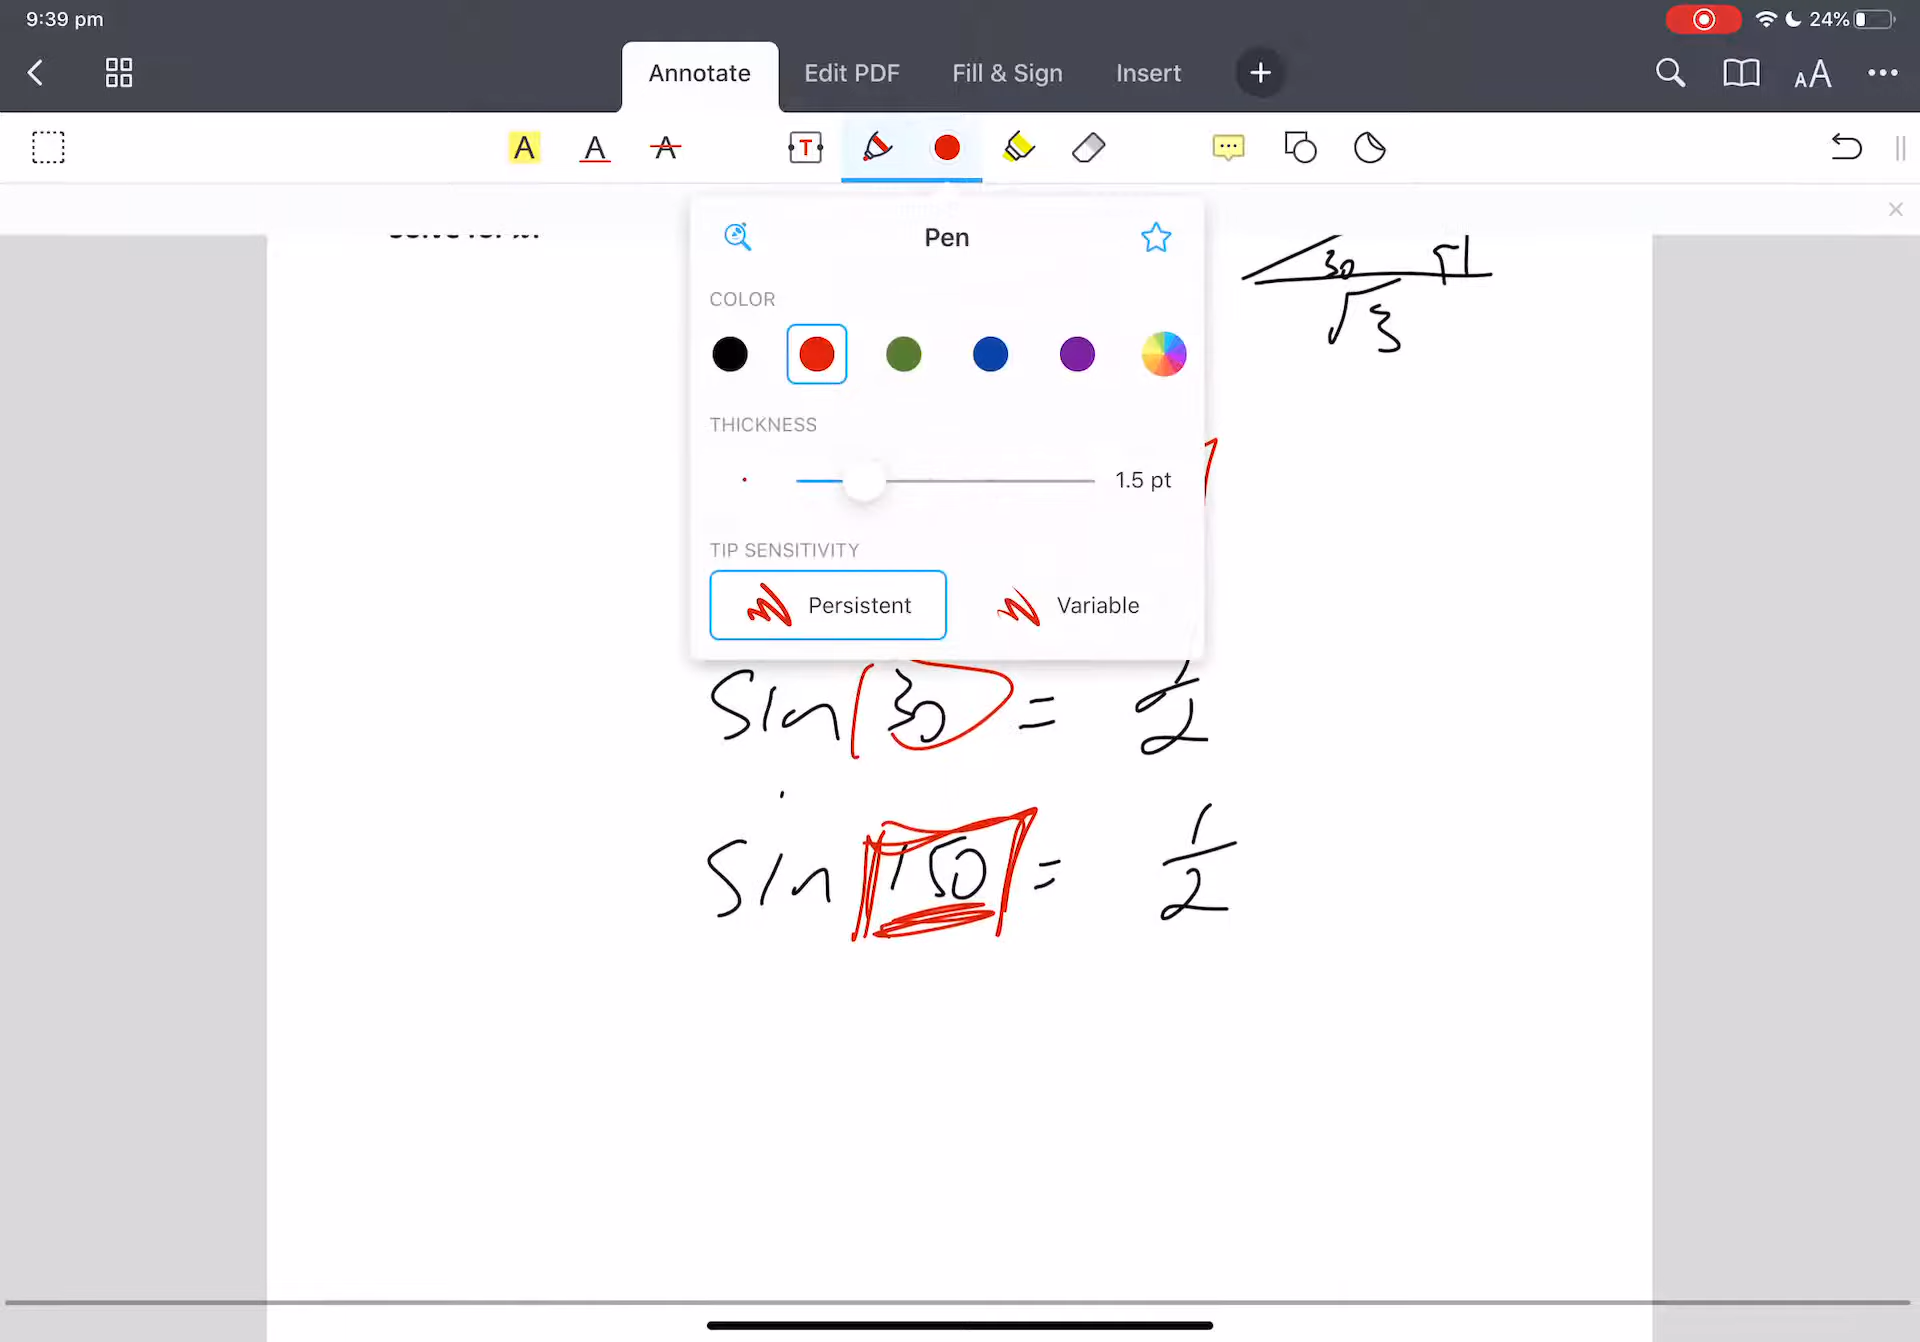 9:39 pm
24%
Annotate Edit PDF Fill & Sign Insert
AA
A A A T
Pen
COLOR
THICKNESS
1.5 pt
TIP SENSITIVITY
Persistent Variable
30
√3
Sin(30) = 1/2
Sin(150) = 1/2